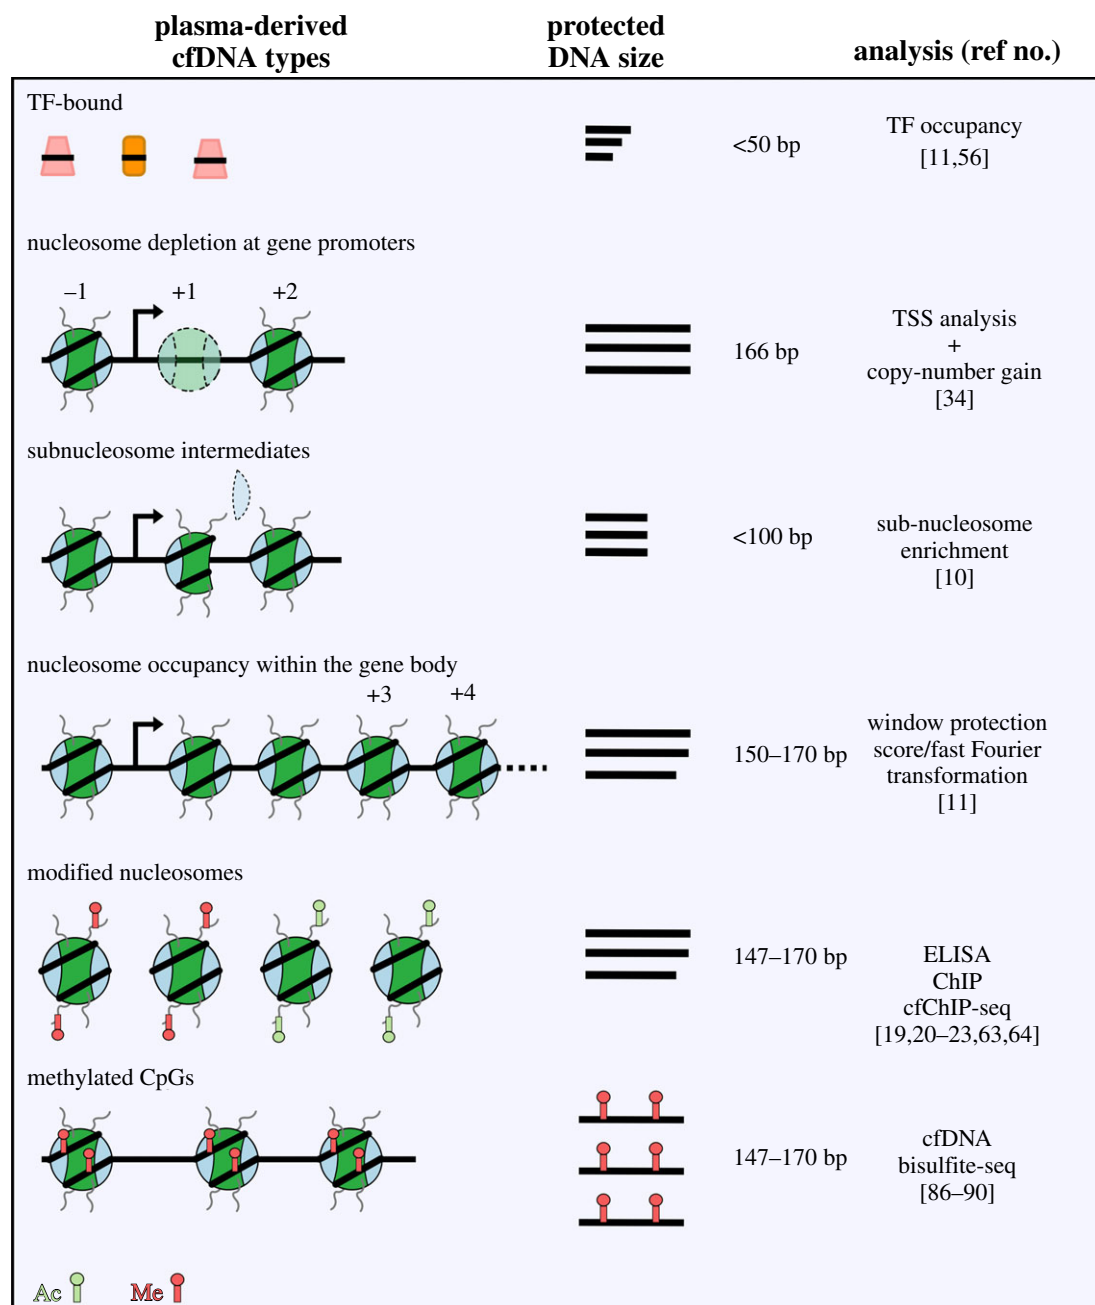 plasma-derived
cfDNA types
protected
DNA size
analysis (ref no.)
TF-bound
<50 bp
TF occupancy
[11,56]
nucleosome depletion at gene promoters
–1
+1
+2
166 bp
TSS analysis
+
copy-number gain
[34]
subnucleosome intermediates
<100 bp
sub-nucleosome
enrichment
[10]
nucleosome occupancy within the gene body
+3
+4
150–170 bp
window protection
score/fast Fourier
transformation
[11]
modified nucleosomes
147–170 bp
ELISA
ChIP
cfChIP-seq
[19,20–23,63,64]
methylated CpGs
147–170 bp
cfDNA
bisulfite-seq
[86–90]
Ac
Me